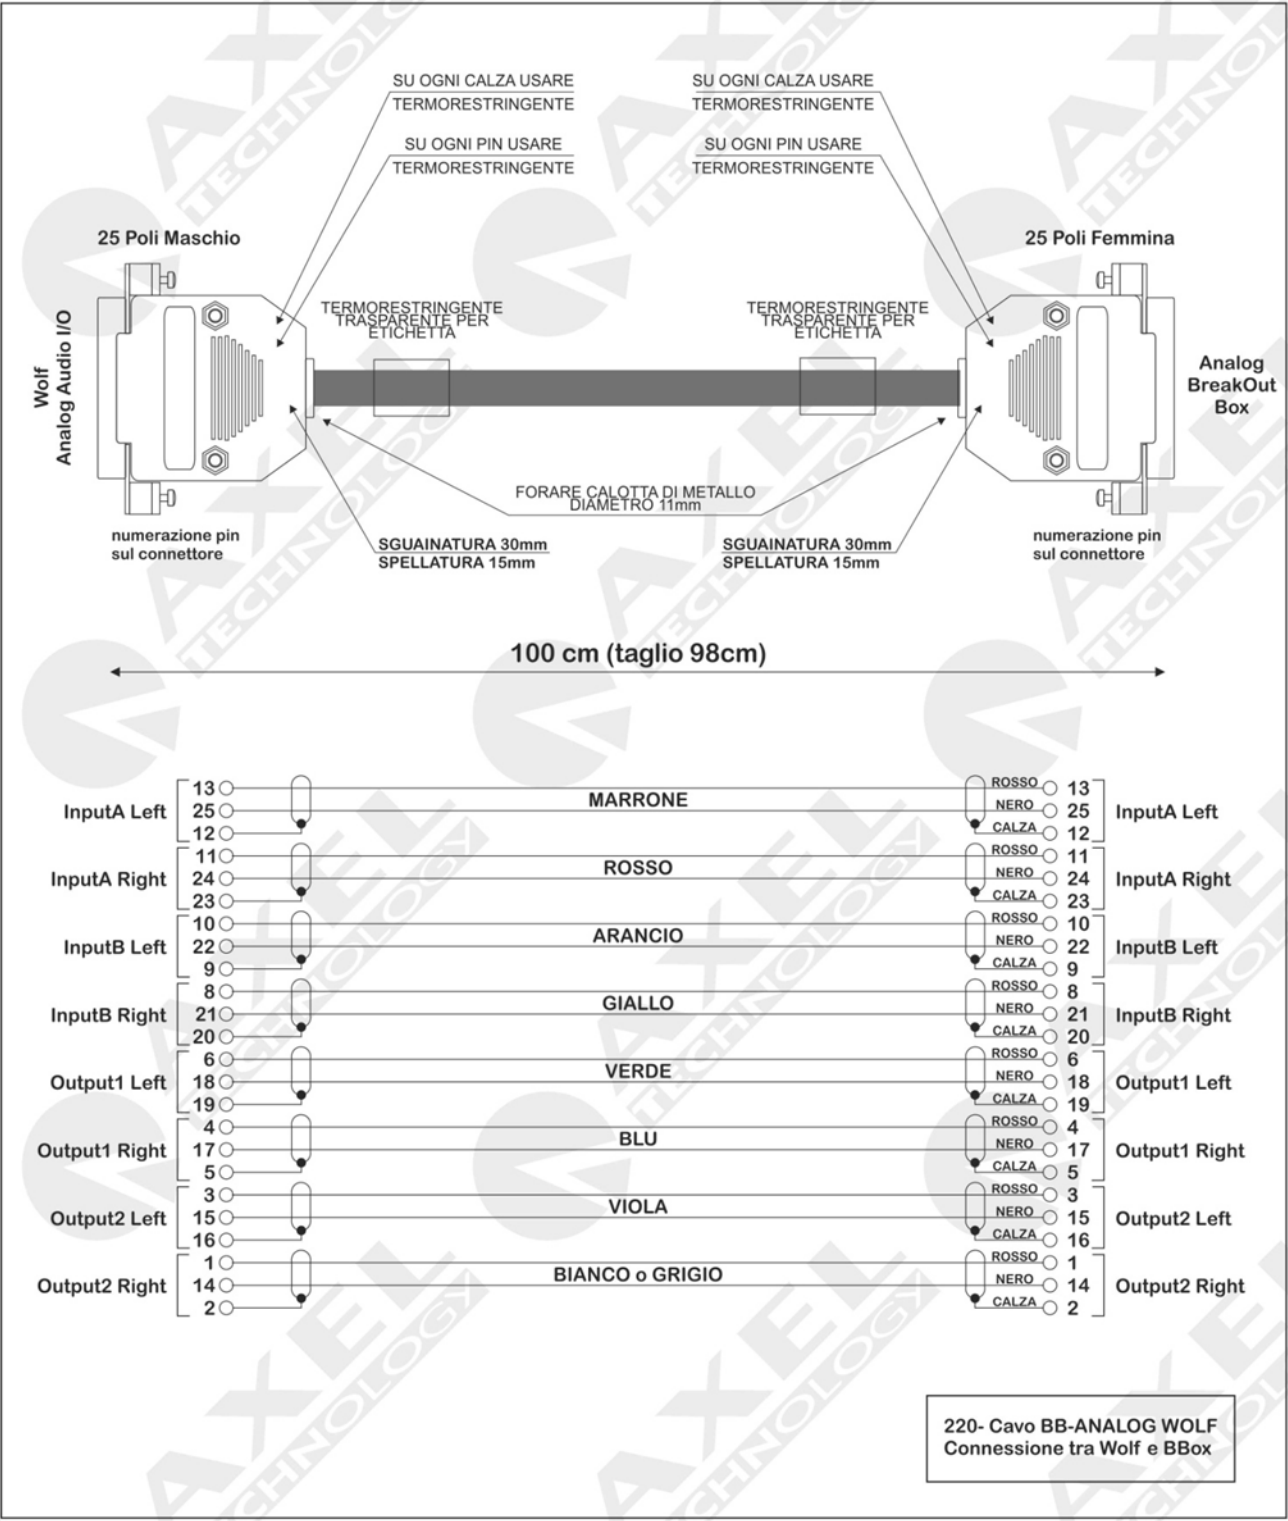 SU OGNI CALZA USARE
TERMORESTRINGENTE
SU OGNI CALZA USARE
TERMORESTRINGENTE
SU OGNI PIN USARE
TERMORESTRINGENTE
SU OGNI PIN USARE
TERMORESTRINGENTE
25 Poli Maschio
25 Poli Femmina
TERMORESTRINGENTE
TRASPARENTE PER
ETICHETTA
TERMORESTRINGENTE
TRASPARENTE PER
ETICHETTA
Wolf
Analog Audio I/O
Analog
BreakOut
Box
FORARE CALOTTA DI METALLO
DIAMETRO 11mm
numerazione pin
sul connettore
SGUAINATURA 30mm
SPELLATURA 15mm
SGUAINATURA 30mm
SPELLATURA 15mm
numerazione pin
sul connettore
100 cm (taglio 98cm)
13 ROSSO 13
InputA Left 25 MARRONE NERO 25 InputA Left
12 CALZA 12
11 ROSSO 11
InputA Right 24 ROSSO NERO 24 InputA Right
23 CALZA 23
10 ROSSO 10
InputB Left 22 ARANCIO NERO 22 InputB Left
9 CALZA 9
8 ROSSO 8
InputB Right 21 GIALLO NERO 21 InputB Right
20 CALZA 20
6 ROSSO 6
Output1 Left 18 VERDE NERO 18 Output1 Left
19 CALZA 19
4 ROSSO 4
Output1 Right 17 BLU NERO 17 Output1 Right
5 CALZA 5
3 ROSSO 3
Output2 Left 15 VIOLA NERO 15 Output2 Left
16 CALZA 16
1 ROSSO 1
Output2 Right 14 BIANCO o GRIGIO NERO 14 Output2 Right
2 CALZA 2
220- Cavo BB-ANALOG WOLF
Connessione tra Wolf e BBox
AXEL
TECHNOLOGY